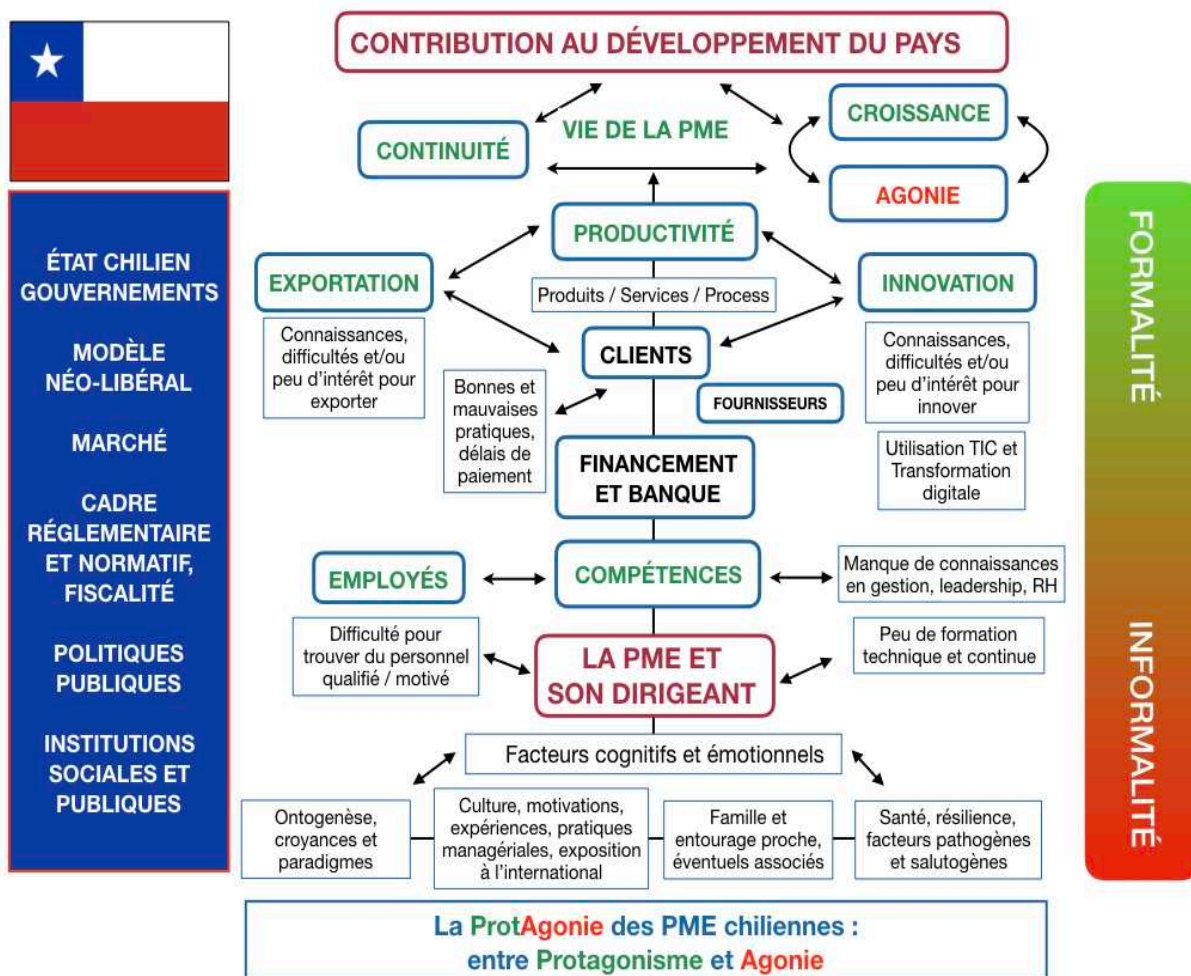 CONTRIBUTION AU DÉVELOPPEMENT DU PAYS
VIE DE LA PME
CONTINUITÉ
CROISSANCE
AGONIE
PRODUCTIVITÉ
EXPORTATION
Produits / Services / Process
INNOVATION
Connaissances,
difficultés et/ou
peu d'intérêt pour
exporter
CLIENTS
Connaissances,
difficultés et/ou
peu d'intérêt pour
innover
Bonnes et
mauvaises
pratiques,
délais de
paiement
FOURNISSEURS
FINANCEMENT
ET BANQUE
Utilisation TIC et
Transformation
digitale
EMPLOYÉS
COMPÉTENCES
Manque de connaissances
en gestion, leadership, RH
Difficulté pour
trouver du personnel
qualifié / motivé
LA PME ET
SON DIRIGEANT
Peu de formation
technique et continue
Facteurs cognitifs et émotionnels
Ontogenèse,
croyances et
paradigmes
Culture, motivations,
expériences, pratiques
managériales, exposition
à l'international
Famille et
entourage proche,
éventuels associés
Santé, résilience,
facteurs pathogènes
et salutogènes
ÉTAT CHILIEN
GOUVERNEMENTS
MODÈLE
NÉO-LIBÉRAL
MARCHÉ
CADRE
RÉGLEMENTAIRE
ET NORMATIF,
FISCALITÉ
POLITIQUES
PUBLIQUES
INSTITUTIONS
SOCIALES ET
PUBLIQUES
FORMALITÉ
INFORMALITÉ
La ProtAgonie des PME chiliennes :
entre Protagonisme et Agonie